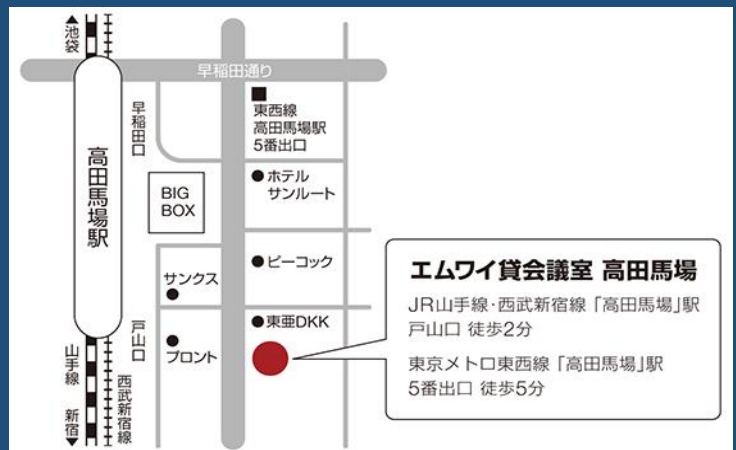 ▲池袋
早稲田通り
早稲田口
■
東西線
高田馬場駅
5番出口
高田馬場駅
BIG
BOX
●ホテル
サンルート
●ピーコック
サンクス
●
●東亜DKK
戸山口
●
プロント
山手線
西武新宿線
新宿▼
エムワイ貸会議室 高田馬場
JR山手線・西武新宿線「高田馬場」駅
戸山口 徒歩2分
東京メトロ東西線「高田馬場」駅
5番出口 徒歩5分